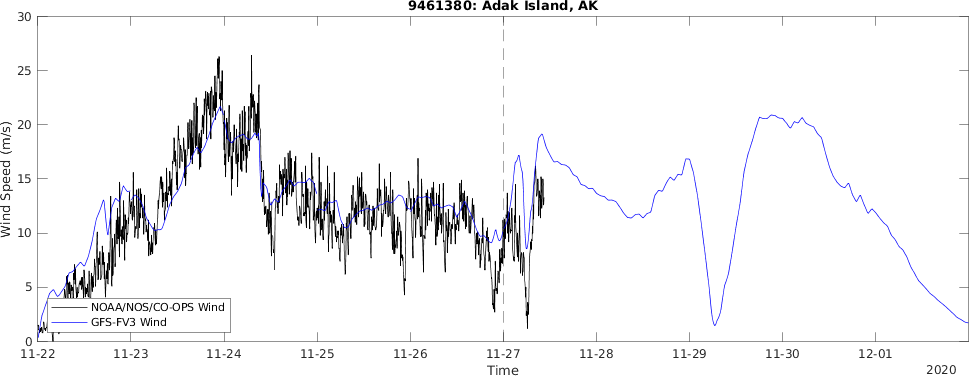 9461380: Adak Island, AK
Wind Speed (m/s)
30
25
20
15
10
5
0
NOAA/NOS/CO-OPS Wind
GFS-FV3 Wind
11-22 11-23 11-24 11-25 11-26 11-27 11-28 11-29 11-30 12-01
Time
2020